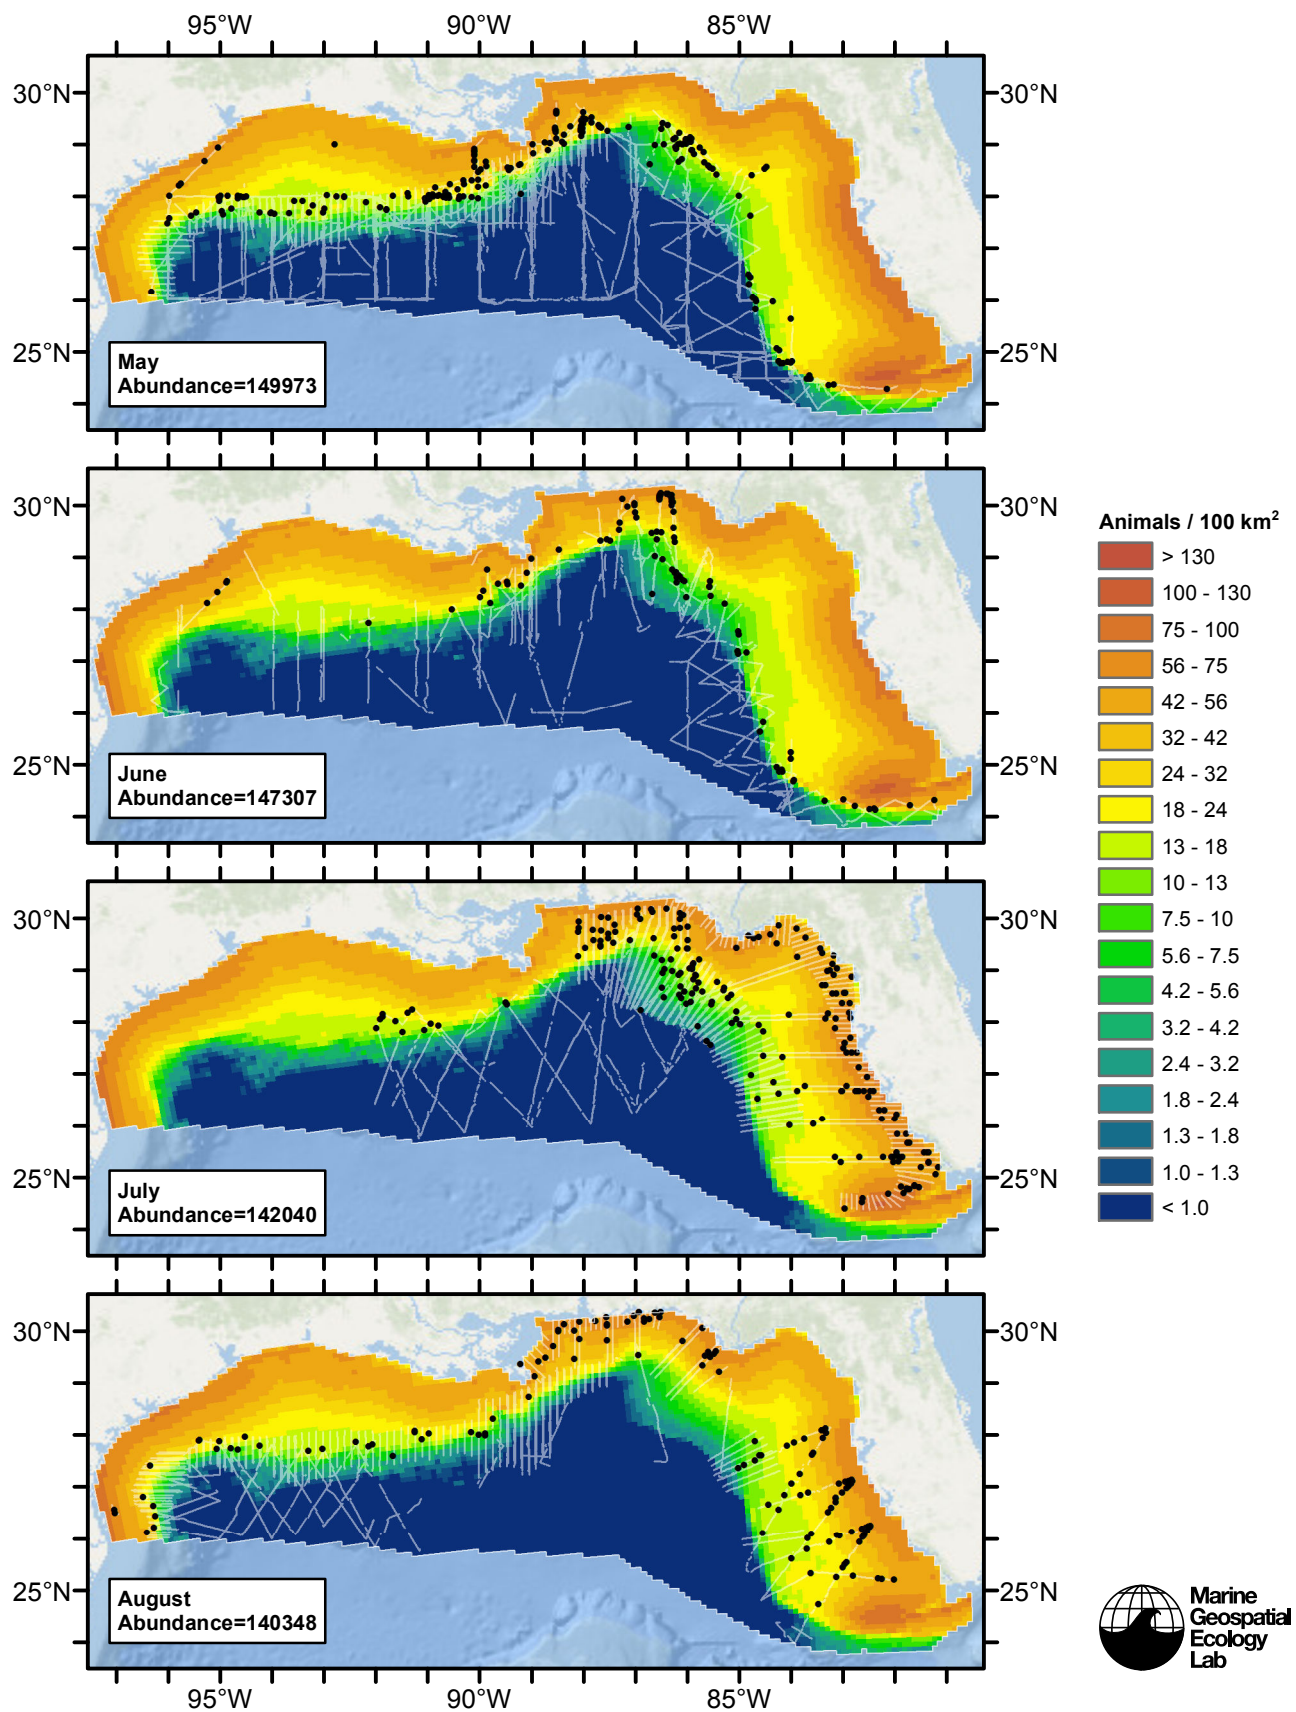 95°W 90°W 85°W
30°N 30°N
25°N 25°N
May
Abundance=149973
30°N 30°N
25°N 25°N
June
Abundance=147307
30°N 30°N
25°N 25°N
July
Abundance=142040
30°N 30°N
25°N 25°N
August
Abundance=140348
95°W 90°W 85°W
Animals / 100 km²
> 130
100 - 130
75 - 100
56 - 75
42 - 56
32 - 42
24 - 32
18 - 24
13 - 18
10 - 13
7.5 - 10
5.6 - 7.5
4.2 - 5.6
3.2 - 4.2
2.4 - 3.2
1.8 - 2.4
1.3 - 1.8
1.0 - 1.3
< 1.0
Marine
Geospatial
Ecology
Lab